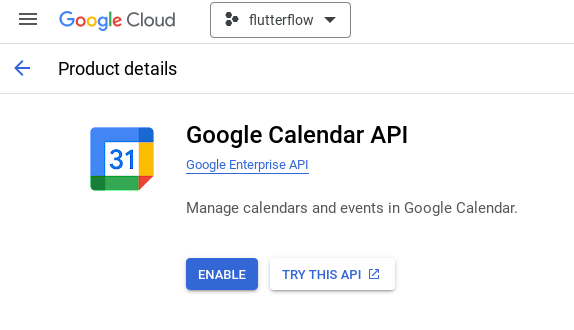 Google Cloud
flutterflow
Product details
31
Google Calendar API
Google Enterprise API
Manage calendars and events in Google Calendar.
ENABLE
TRY THIS API